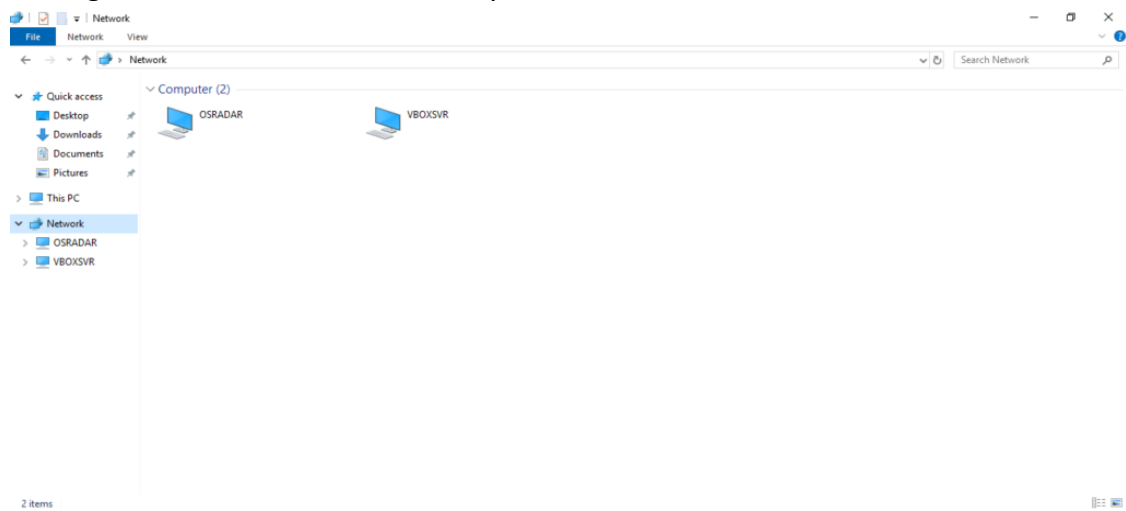 Network
File Network View
Network
Search Network
Quick access
Desktop
Downloads
Documents
Pictures
This PC
Network
OSRADAR
VBOXSVR
Computer (2)
OSRADAR VBOXSVR
2 items